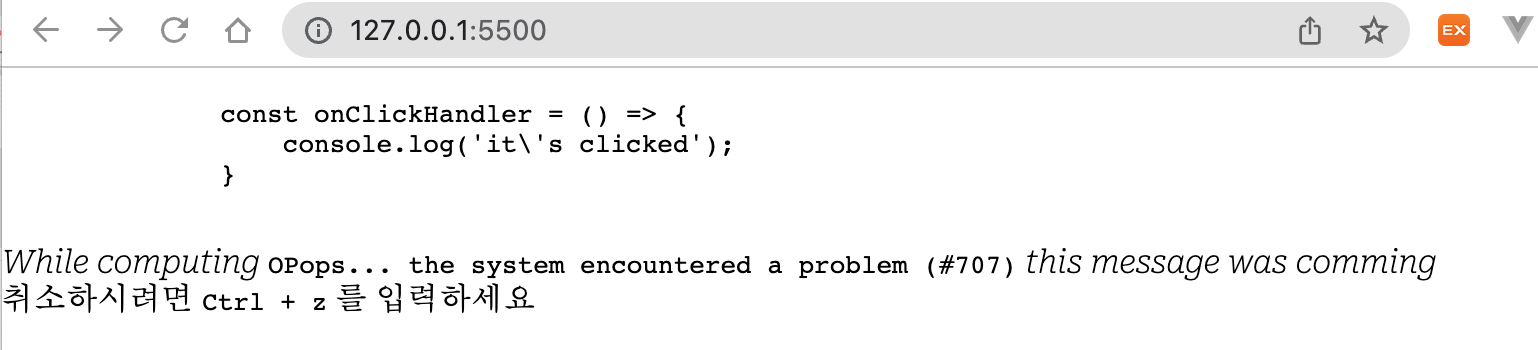 127.0.0.1:5500
EX
const onClickHandler = () => {
    console.log('it\'s clicked');
}
While computing OPops... the system encountered a problem (#707) this message was comming
취소하시려면 Ctrl + z 를 입력하세요